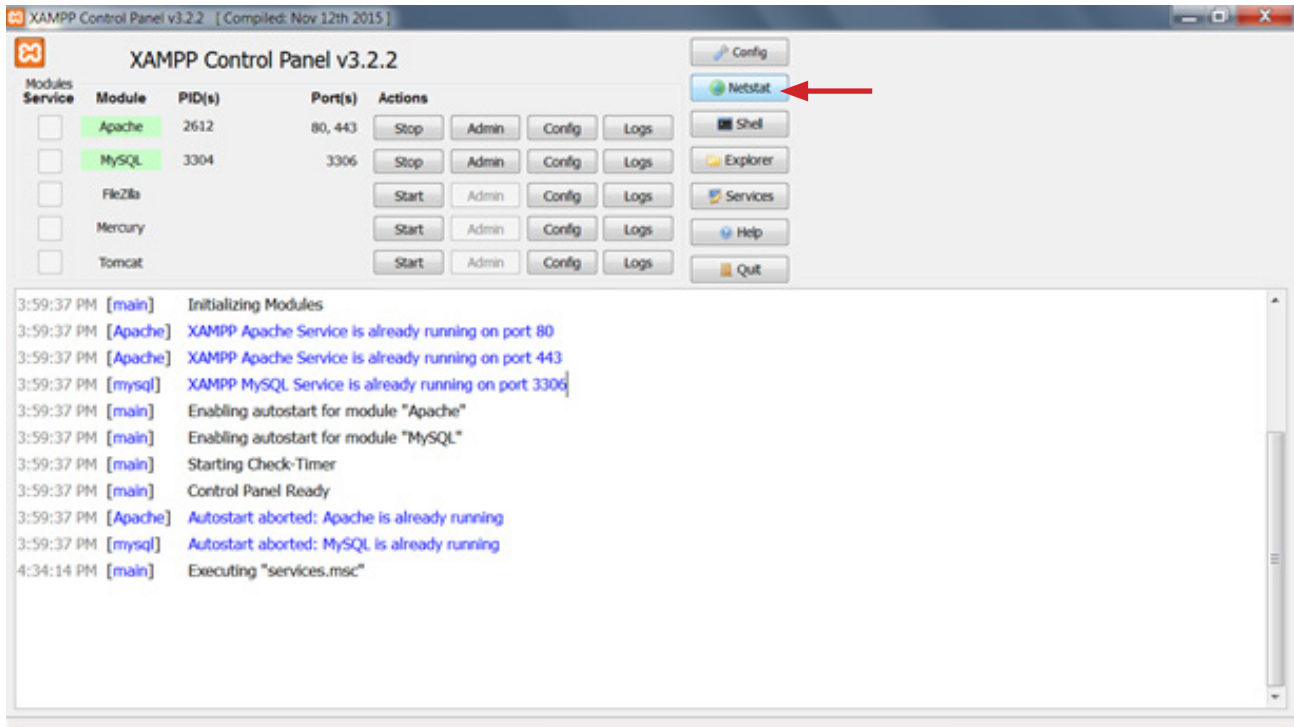 XAMPP Control Panel v3.2.2 [ Compiled: Nov 12th 2015 ]
XAMPP Control Panel v3.2.2
Config
Modules
Service Module PID(s) Port(s) Actions
Netstat
Apache 2612 80, 443 Stop Admin Config Logs Shell
MySQL 3304 3306 Stop Admin Config Logs Explorer
FileZilla Start Admin Config Logs Services
Mercury Start Admin Config Logs Help
Tomcat Start Admin Config Logs Quit
3:59:37 PM [main] Initializing Modules
3:59:37 PM [Apache] XAMPP Apache Service is already running on port 80
3:59:37 PM [Apache] XAMPP Apache Service is already running on port 443
3:59:37 PM [mysql] XAMPP MySQL Service is already running on port 3306
3:59:37 PM [main] Enabling autostart for module "Apache"
3:59:37 PM [main] Enabling autostart for module "MySQL"
3:59:37 PM [main] Starting Check-Timer
3:59:37 PM [main] Control Panel Ready
3:59:37 PM [Apache] Autostart aborted: Apache is already running
3:59:37 PM [mysql] Autostart aborted: MySQL is already running
4:34:14 PM [main] Executing "services.msc"